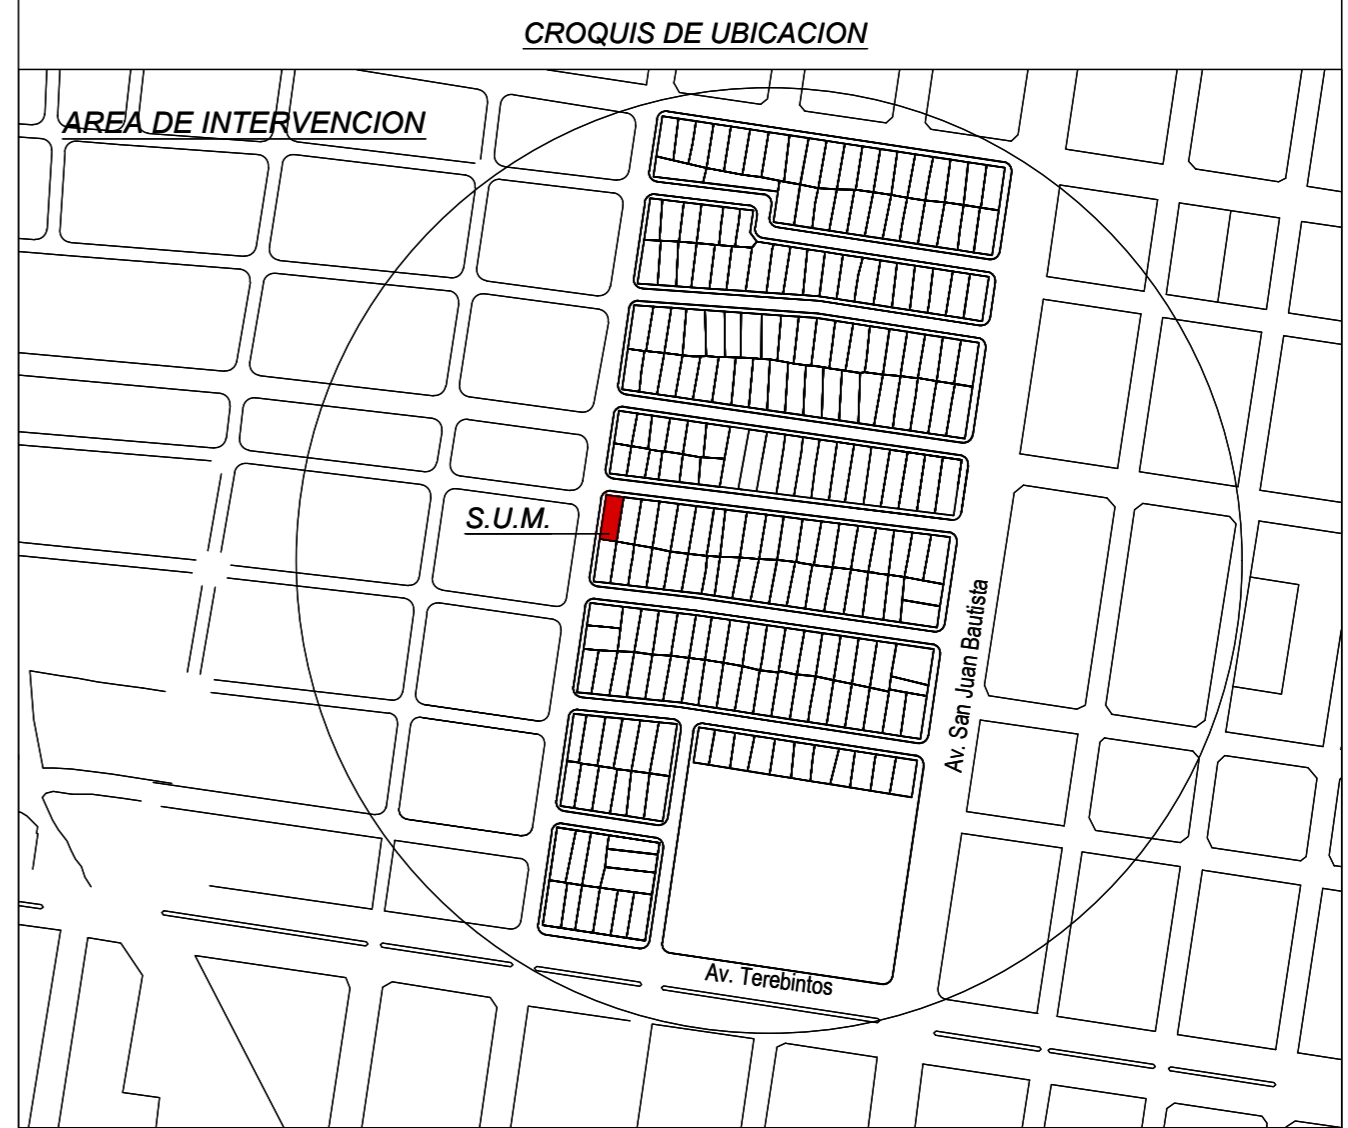 CROQUIS DE UBICACION
AREA DE INTERVENCION
S.U.M.
Av. San Juan Bautista
Av. Terebintos